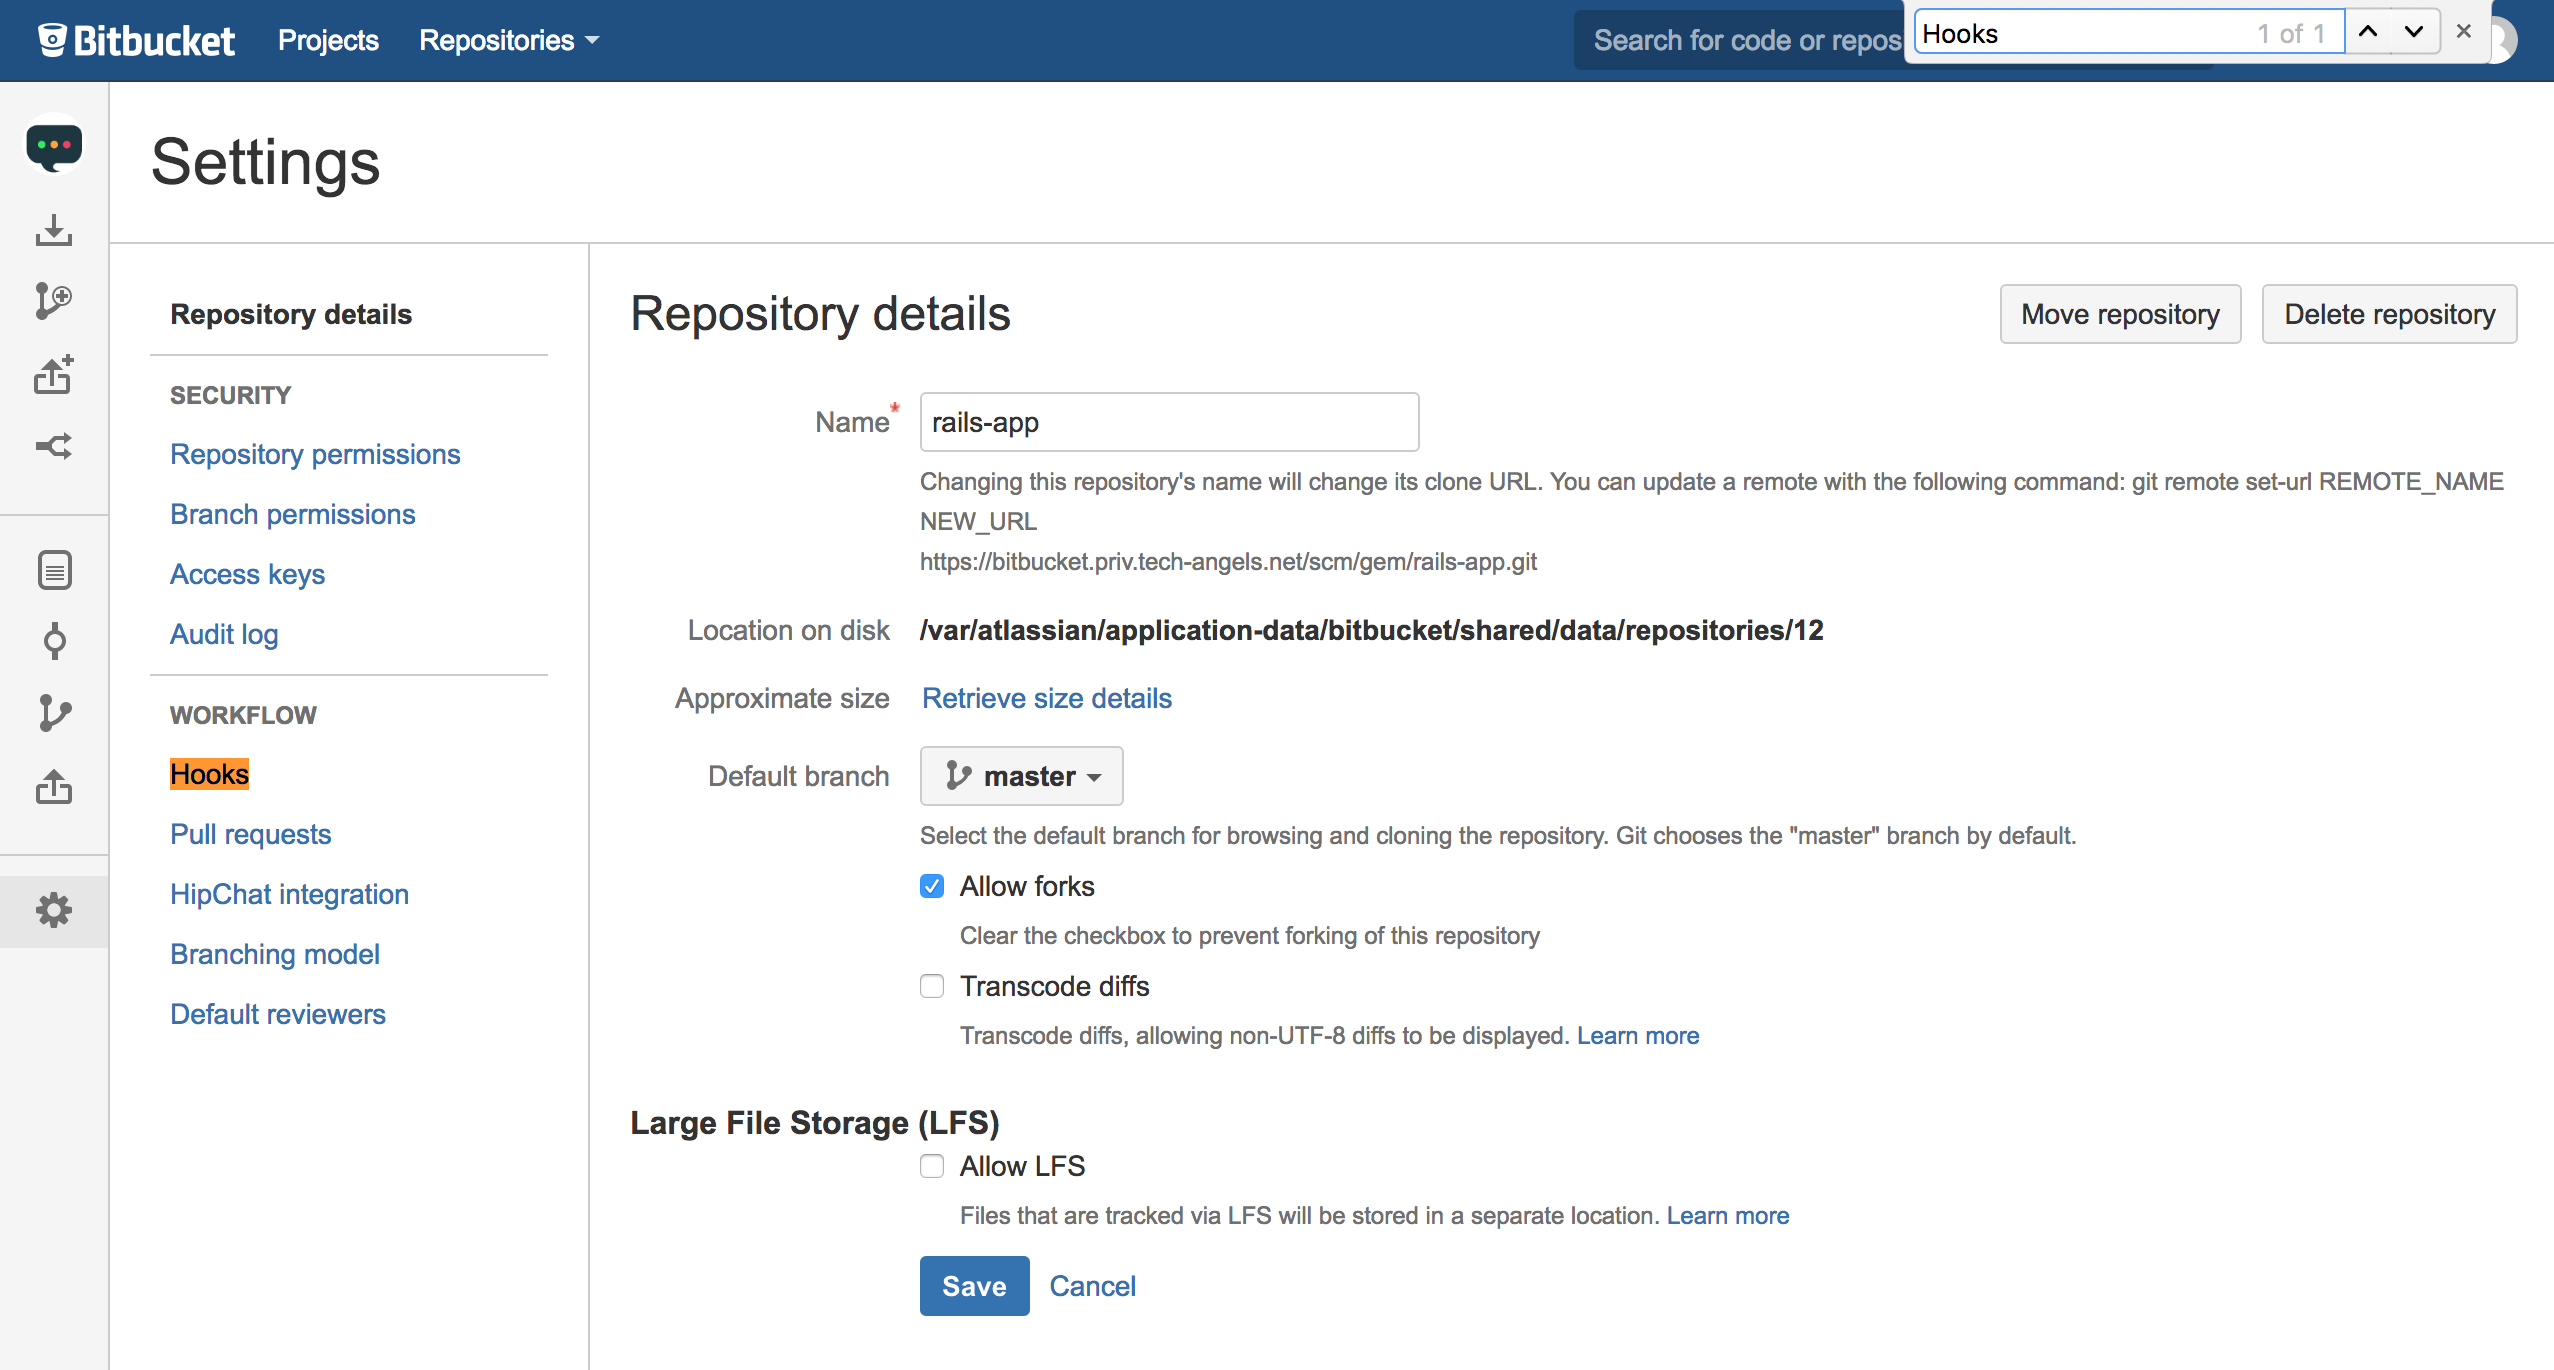 Bitbucket Projects Repositories Search for code or repos
Hooks 1 of 1
Settings
Repository details
SECURITY
Repository permissions
Branch permissions
Access keys
Audit log
WORKFLOW
Hooks
Pull requests
HipChat integration
Branching model
Default reviewers
Repository details
Move repository
Delete repository
Name*
rails-app
Changing this repository's name will change its clone URL. You can update a remote with the following command: git remote set-url REMOTE_NAME
NEW_URL
https://bitbucket.priv.tech-angels.net/scm/gem/rails-app.git
Location on disk /var/atlassian/application-data/bitbucket/shared/data/repositories/12
Approximate size Retrieve size details
Default branch master
Select the default branch for browsing and cloning the repository. Git chooses the "master" branch by default.
Allow forks
Clear the checkbox to prevent forking of this repository
Transcode diffs
Transcode diffs, allowing non-UTF-8 diffs to be displayed. Learn more
Large File Storage (LFS)
Allow LFS
Files that are tracked via LFS will be stored in a separate location. Learn more
Save Cancel